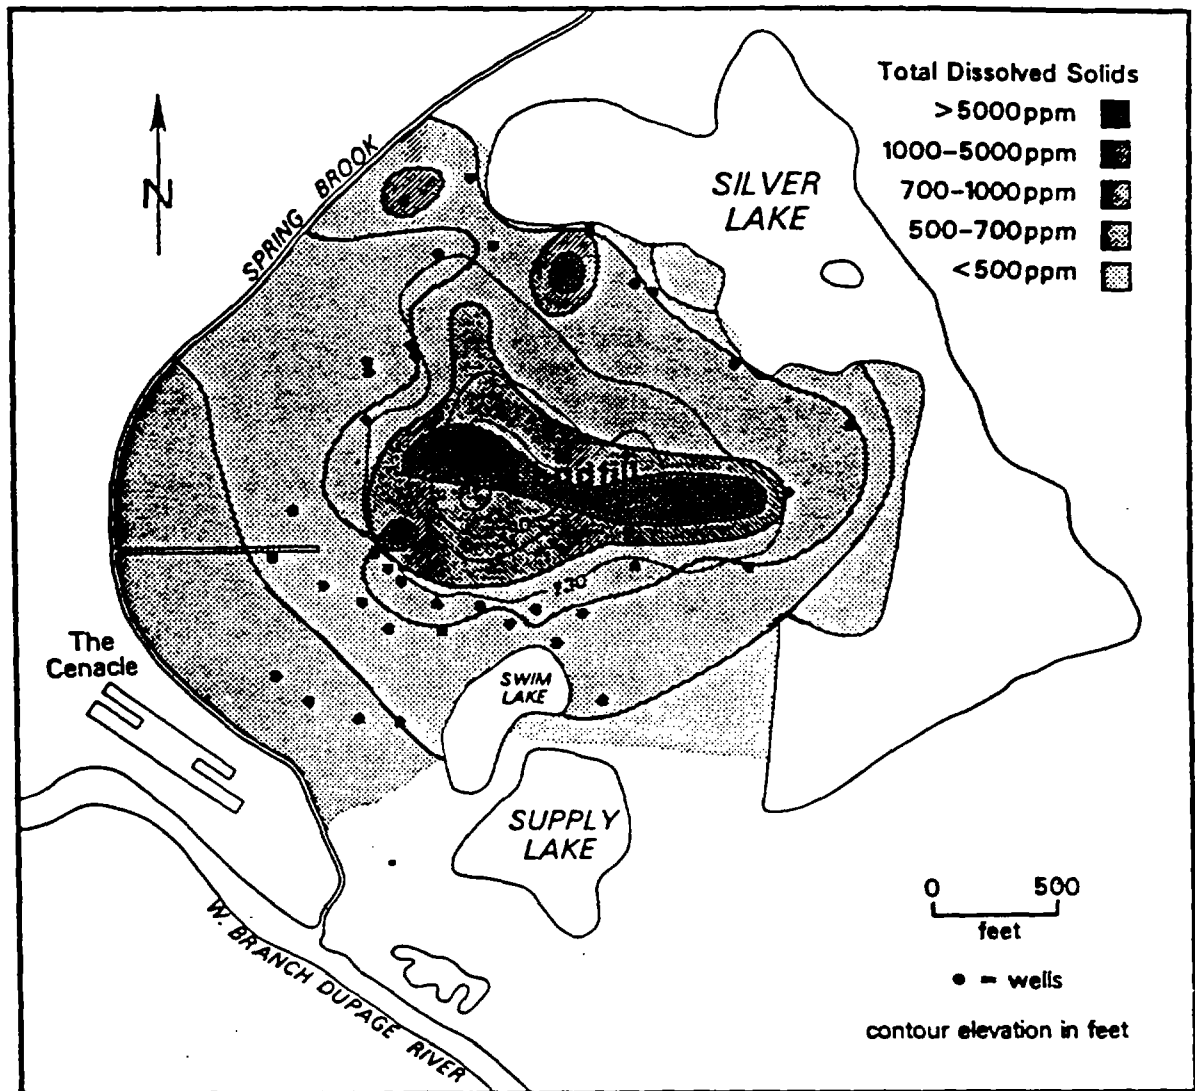 Total Dissolved Solids
>5000ppm
1000-5000ppm
700-1000ppm
500-700ppm
<500ppm
N
SPRING BROOK
SILVER
LAKE
730
The
Cenacle
SWIM
LAKE
SUPPLY
LAKE
W. BRANCH DUPAGE RIVER
0 500
feet
● = wells
contour elevation in feet